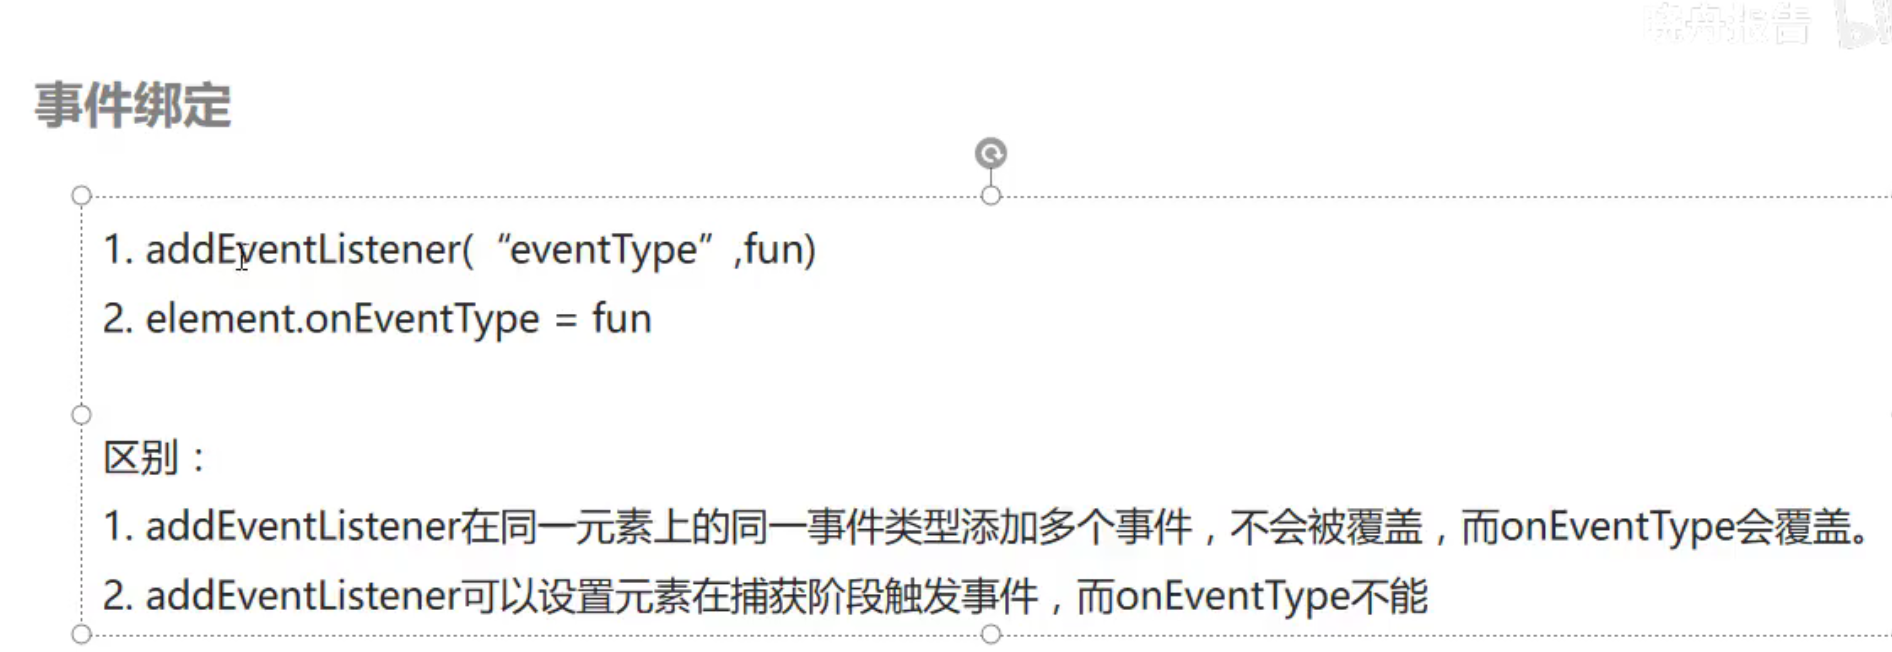 晓舟报告
事件绑定
1. addEventListener( “eventType” ,fun)
2. element.onEventType = fun
区别：
1. addEventListener在同一元素上的同一事件类型添加多个事件，不会被覆盖，而onEventType会覆盖。
2. addEventListener可以设置元素在捕获阶段触发事件，而onEventType不能